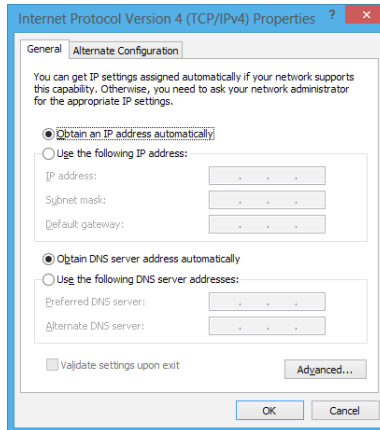 Internet Protocol Version 4 (TCP/IPv4) Properties ? ×
General Alternate Configuration
You can get IP settings assigned automatically if your network supports
this capability. Otherwise, you need to ask your network administrator
for the appropriate IP settings.
Obtain an IP address automatically
Use the following IP address:
IP address: . . .
Subnet mask: . . .
Default gateway: . . .
Obtain DNS server address automatically
Use the following DNS server addresses:
Preferred DNS server: . . .
Alternate DNS server: . . .
Validate settings upon exit
Advanced...
OK Cancel